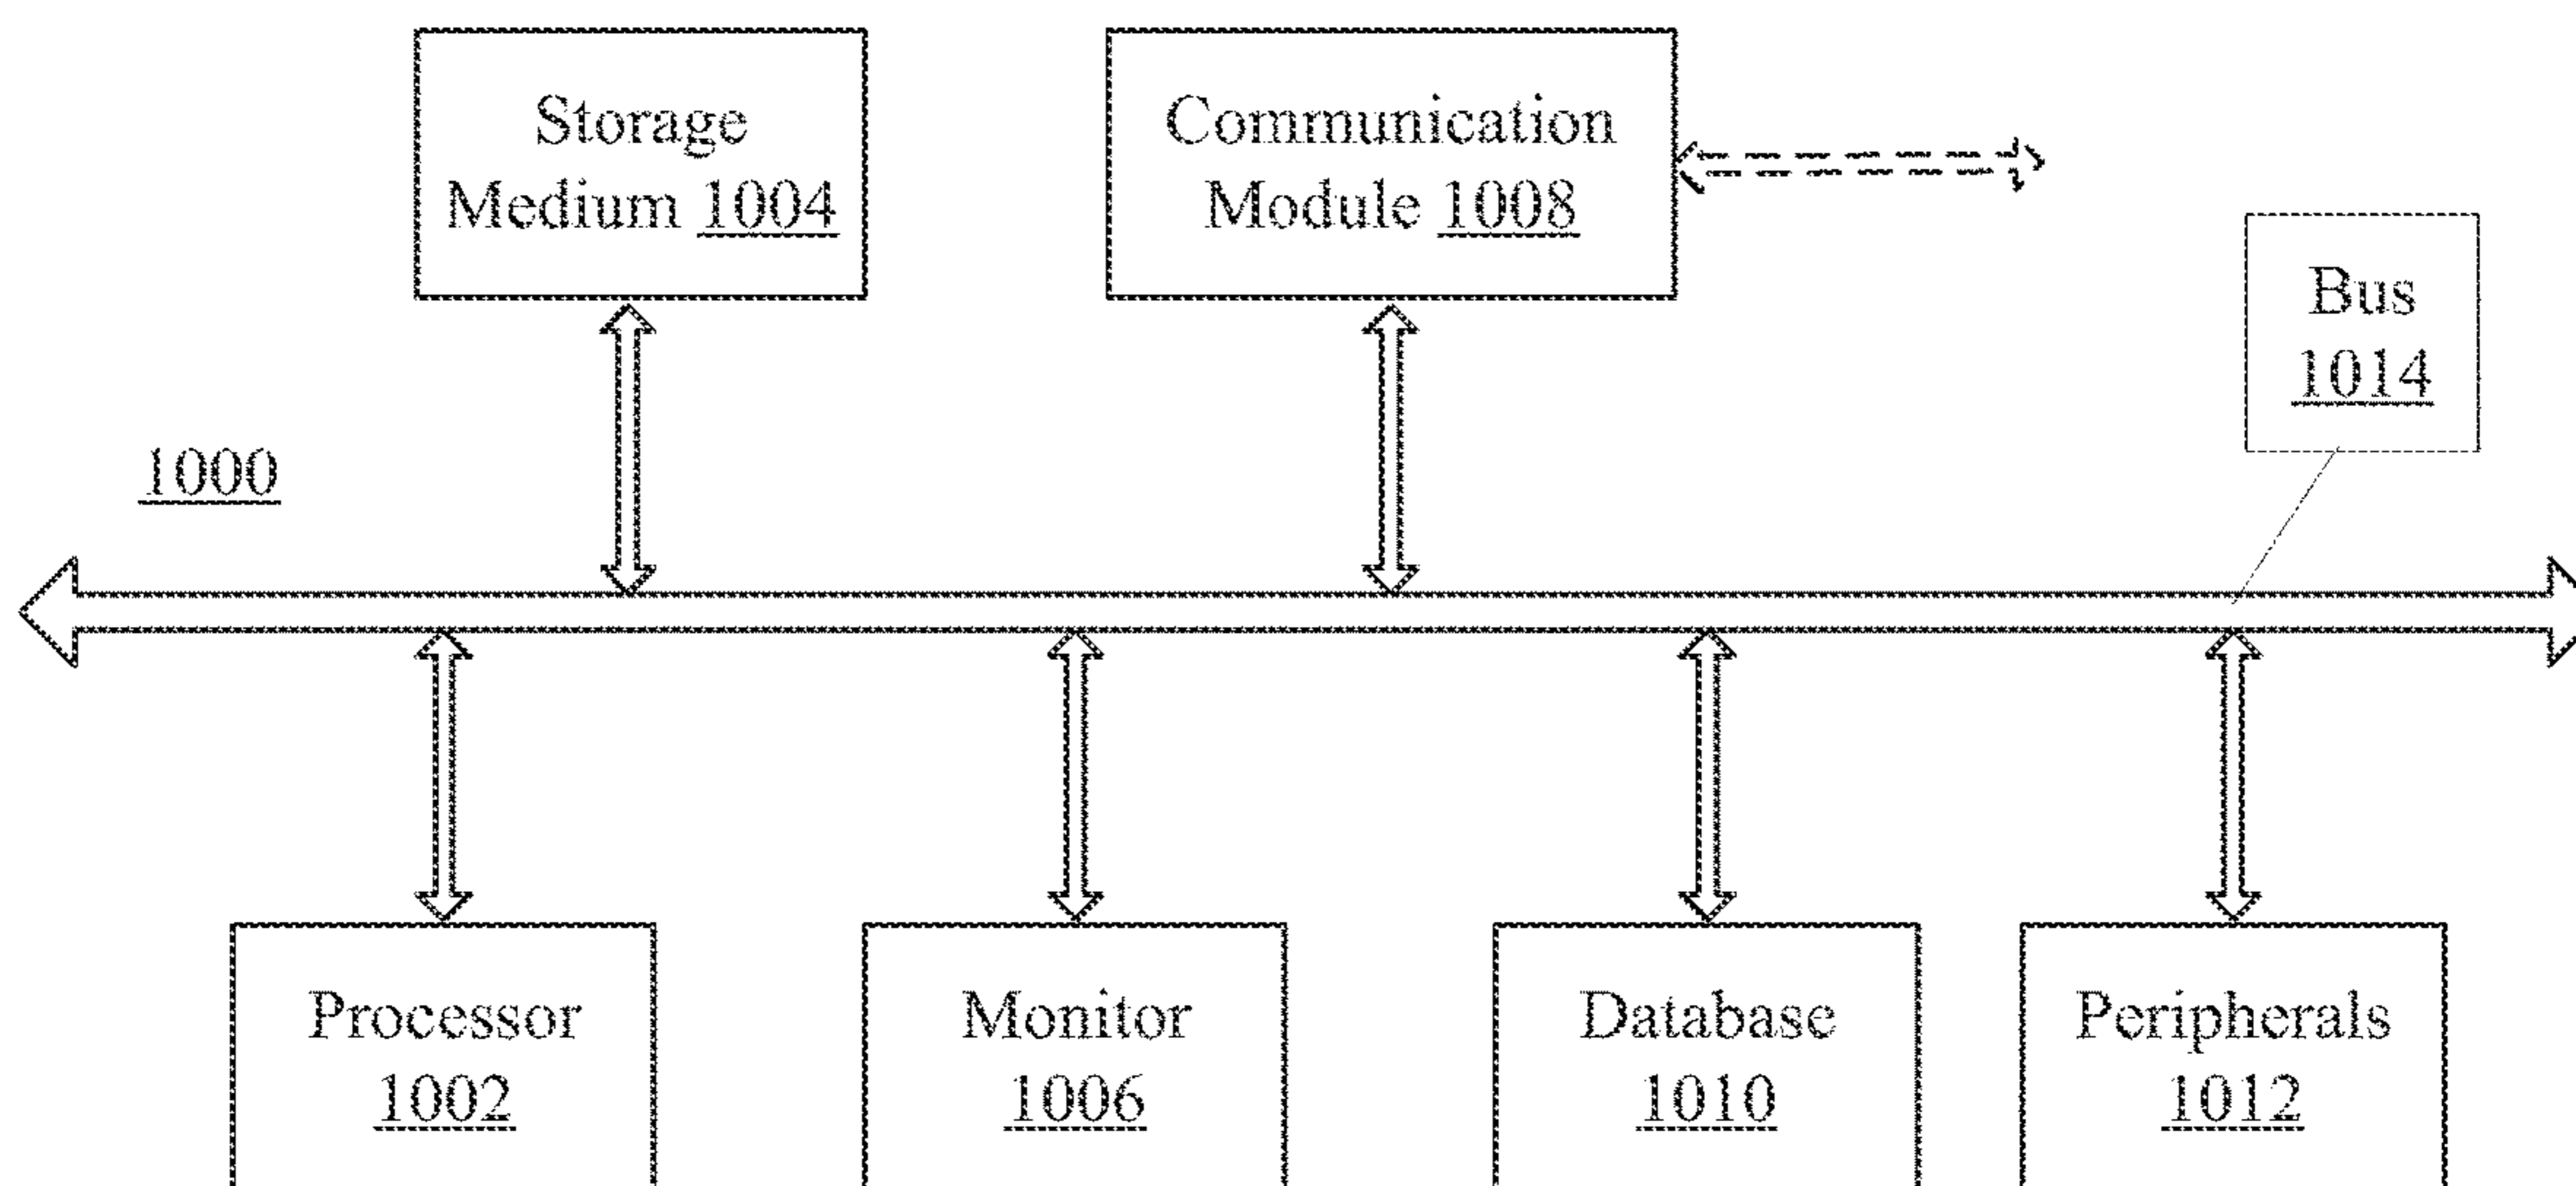 Storage
Medium 1004
Communication
Module 1008
Bus
1014
1000
Processor
1002
Monitor
1006
Database
1010
Peripherals
1012